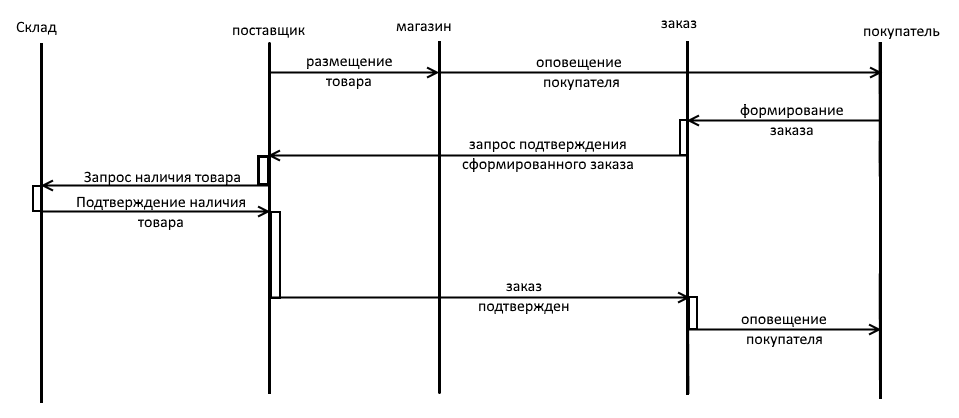 Склад
поставщик
магазин
заказ
покупатель
размещение
товара
оповещение
покупателя
формирование
заказа
запрос подтверждения
сформированного заказа
Запрос наличия товара
Подтверждение наличия
товара
заказ
подтвержден
оповещение
покупателя